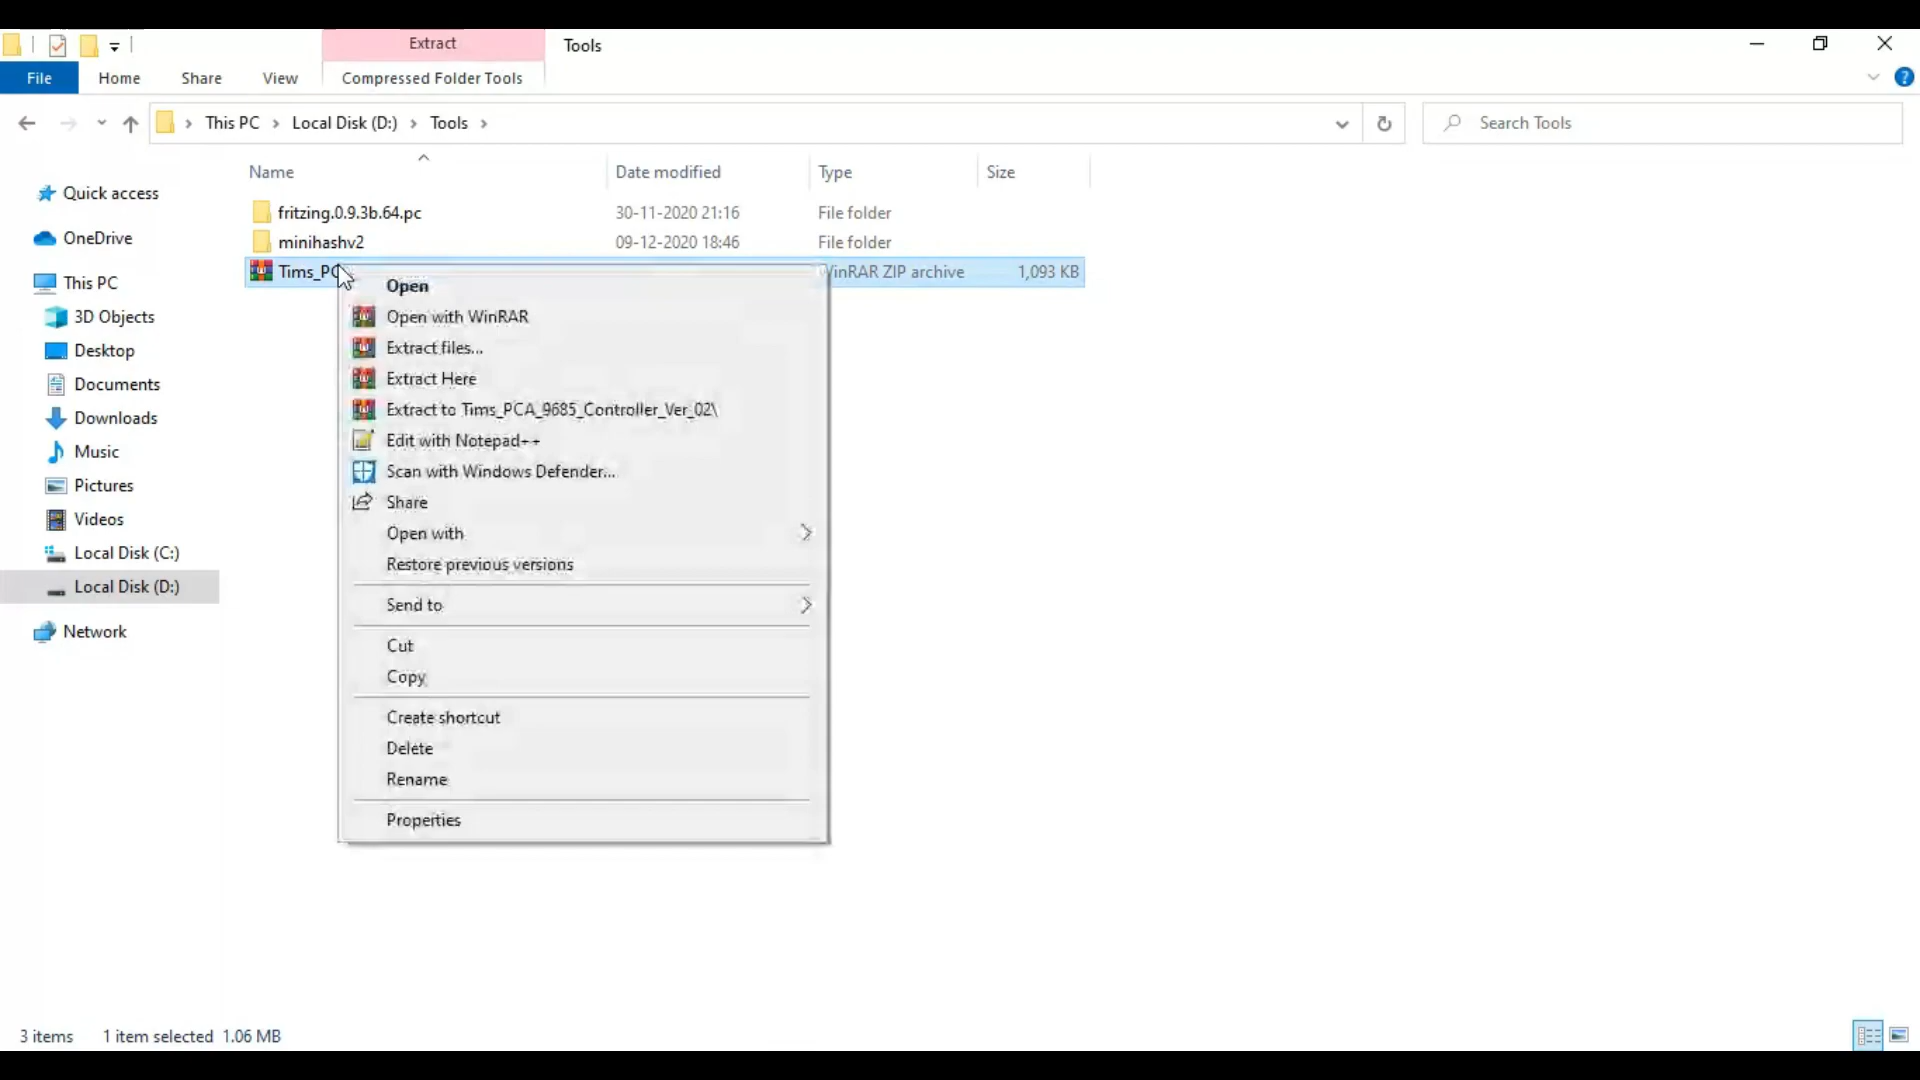 Extract
Tools
File
Home
Share
View
Compressed Folder Tools
This PC
Local Disk (D:)
Tools
Search Tools
Name
Date modified
Type
Size
Quick access
OneDrive
This PC
3D Objects
Desktop
Documents
Downloads
Music
Pictures
Videos
Local Disk (C:)
Local Disk (D:)
Network
fritzing.0.9.3b.64.pc 30-11-2020 21:16 File folder
minihashv2 09-12-2020 18:46 File folder
Tims_PC WinRAR ZIP archive 1,093 KB
Open
Open with WinRAR
Extract files...
Extract Here
Extract to Tims_PCA_9685_Controller_Ver_02\
Edit with Notepad++
Scan with Windows Defender...
Share
Open with
Restore previous versions
Send to
Cut
Copy
Create shortcut
Delete
Rename
Properties
3 items 1 item selected 1.06 MB